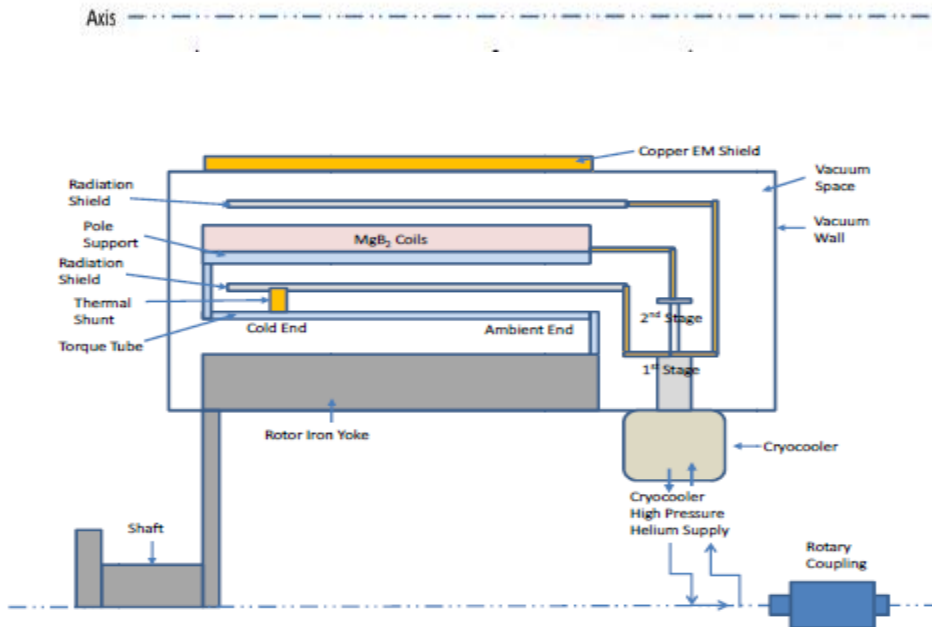 Axis
Copper EM Shield
Radiation
Shield
Vacuum
Space
Pole
Support
MgB₂ Coils
Vacuum
Wall
Radiation
Shield
Thermal
Shunt
2nd Stage
Cold End
Ambient End
Torque Tube
1st Stage
Rotor Iron Yoke
Cryocooler
Cryocooler
High Pressure
Helium Supply
Shaft
Rotary
Coupling